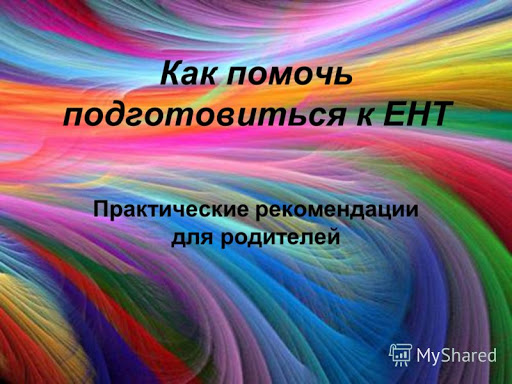 Как помочь
подготовиться к ЕНТ
Практические рекомендации
для родителей
MyShared